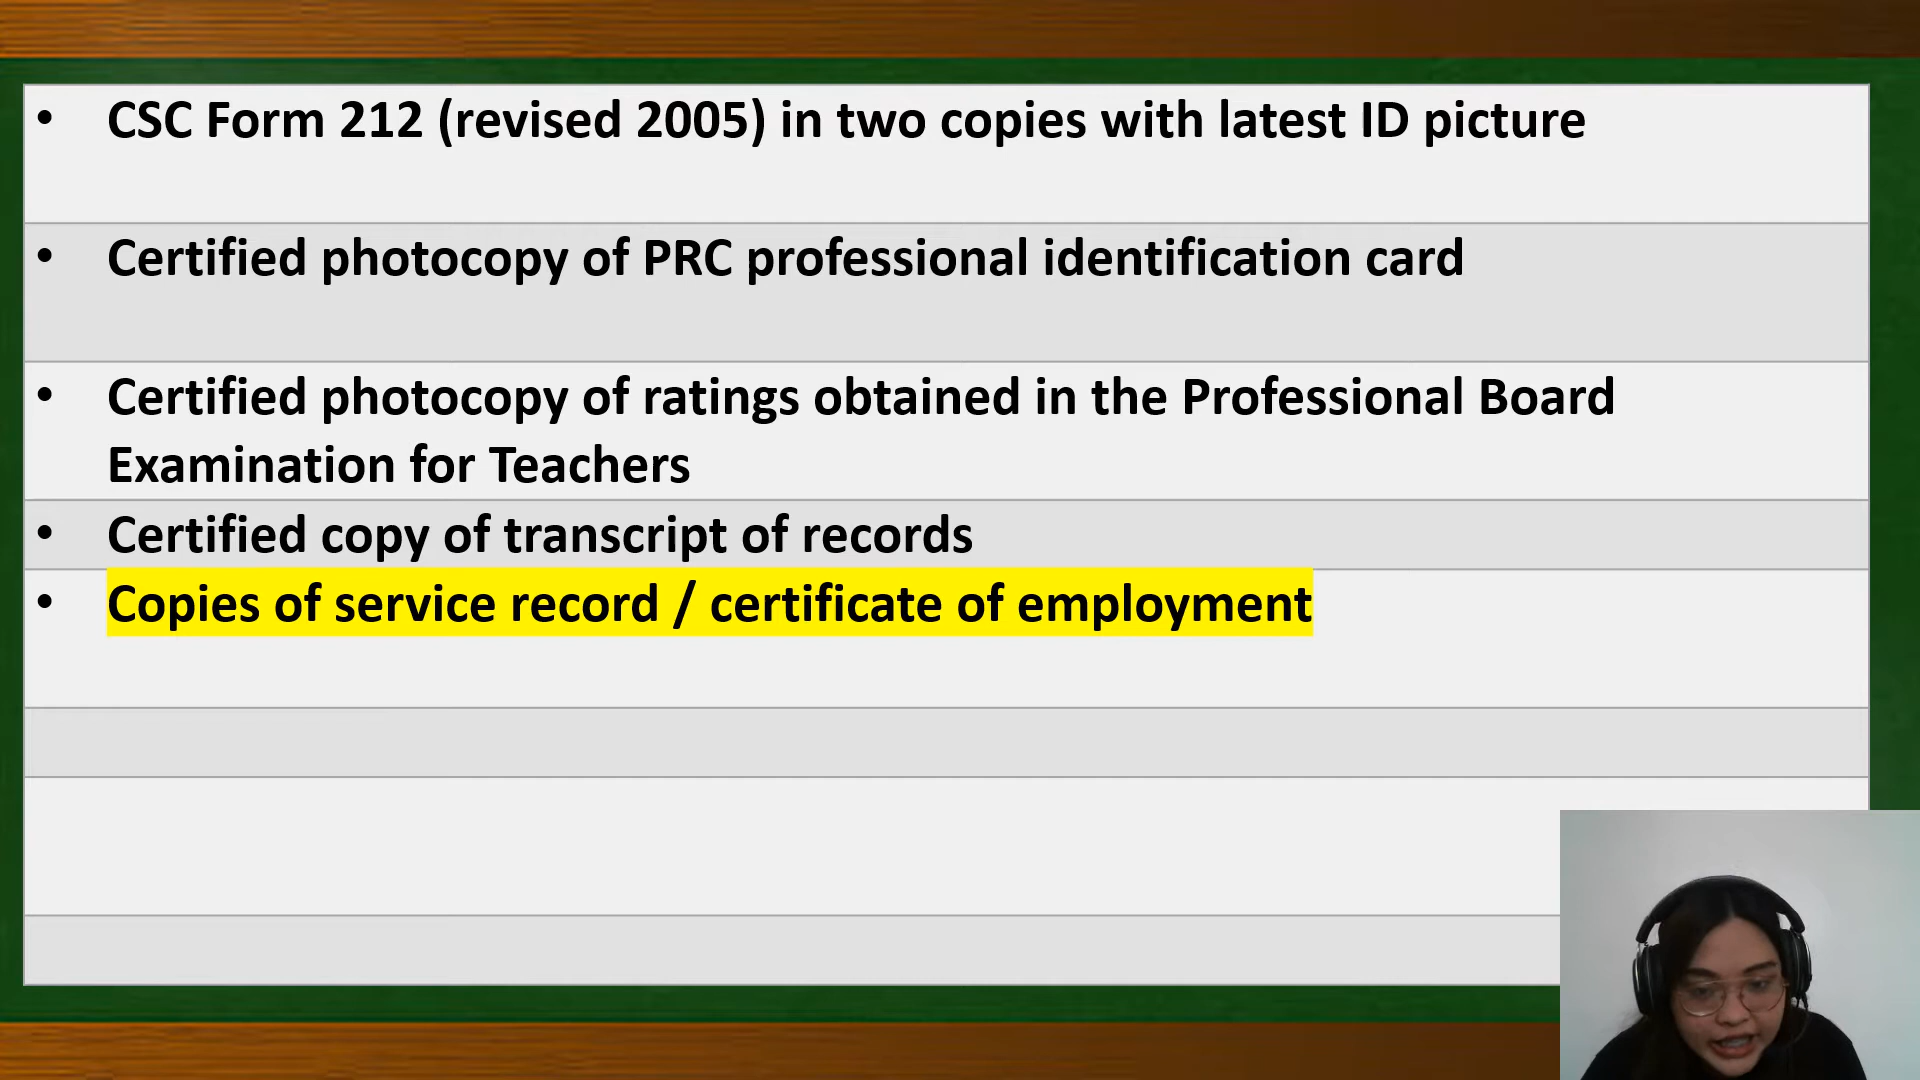 • CSC Form 212 (revised 2005) in two copies with latest ID picture
• Certified photocopy of PRC professional identification card
• Certified photocopy of ratings obtained in the Professional Board
Examination for Teachers
• Certified copy of transcript of records
• Copies of service record / certificate of employment